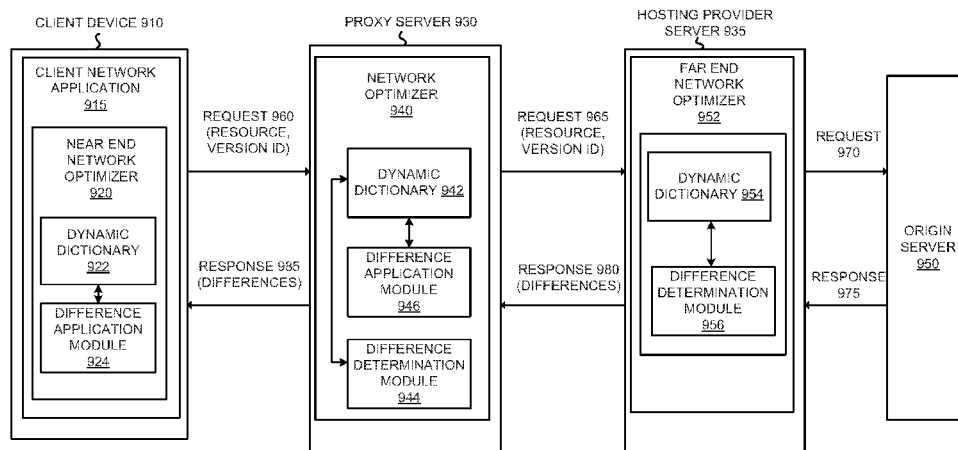 CLIENT DEVICE 910
CLIENT NETWORK
APPLICATION
915
NEAR END
NETWORK
OPTIMIZER
920
DYNAMIC
DICTIONARY
922
DIFFERENCE
APPLICATION
MODULE
924
REQUEST 960
(RESOURCE,
VERSION ID)
RESPONSE 985
(DIFFERENCES)
PROXY SERVER 930
NETWORK
OPTIMIZER
940
DYNAMIC
DICTIONARY 942
DIFFERENCE
APPLICATION
MODULE
946
DIFFERENCE
DETERMINATION
MODULE
944
REQUEST 965
(RESOURCE,
VERSION ID)
RESPONSE 980
(DIFFERENCES)
HOSTING PROVIDER
SERVER 935
FAR END
NETWORK
OPTIMIZER
952
DYNAMIC
DICTIONARY 954
DIFFERENCE
DETERMINATION
MODULE
956
REQUEST
970
RESPONSE
975
ORIGIN
SERVER
950